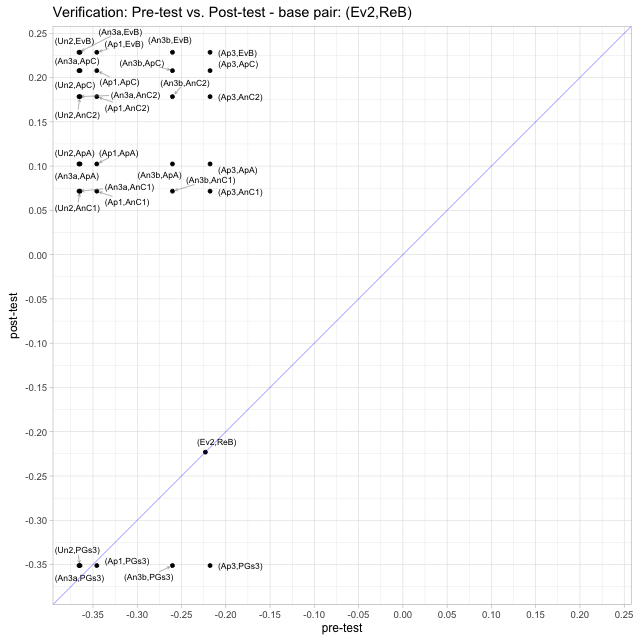 Verification: Pre-test vs. Post-test - base pair: (Ev2,ReB)
(An3a,EvB)
(Un2,EvB)
(Ap1,EvB)
(An3b,EvB)
(Ap3,EvB)
(An3a,ApC)
(An3b,ApC)
(Ap3,ApC)
(Un2,ApC)
(Ap1,ApC)
(An3b,AnC2)
(An3a,AnC2)
(Ap3,AnC2)
(Ap1,AnC2)
(Un2,AnC2)
(Un2,ApA)
(Ap1,ApA)
(Ap3,ApA)
(An3a,ApA)
(An3b,ApA)
(An3b,AnC1)
(An3a,AnC1)
(Ap3,AnC1)
(Ap1,AnC1)
(Un2,AnC1)
(Ev2,ReB)
(Un2,PGs3)
(Ap1,PGs3)
(Ap3,PGs3)
(An3a,PGs3)
(An3b,PGs3)
0.25
0.20
0.15
0.10
0.05
0.00
-0.05
-0.10
-0.15
-0.20
-0.25
-0.30
-0.35
post-test
-0.35 -0.30 -0.25 -0.20 -0.15 -0.10 -0.05 0.00 0.05 0.10 0.15 0.20 0.25
pre-test